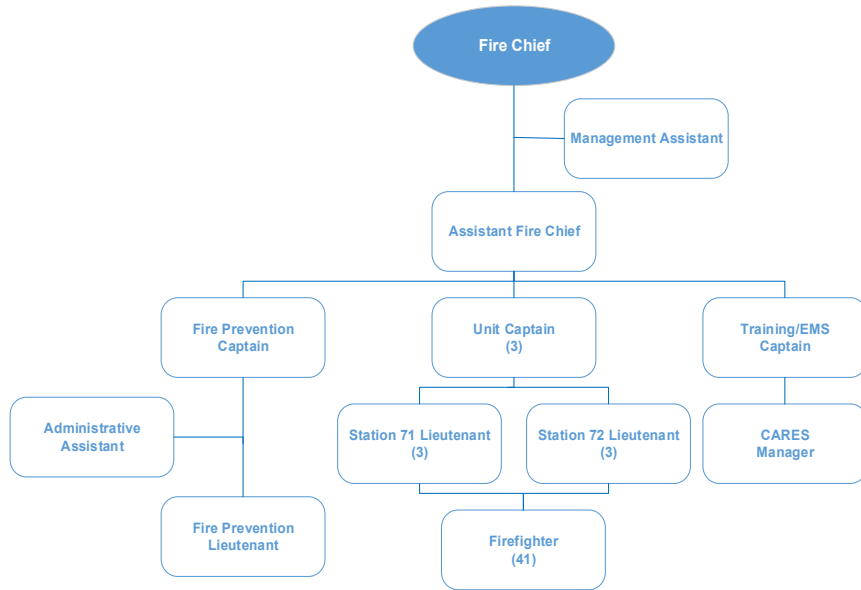 Fire Chief
Management Assistant
Assistant Fire Chief
Fire Prevention
Captain
Unit Captain
(3)
Training/EMS
Captain
Administrative
Assistant
Station 71 Lieutenant
(3)
Station 72 Lieutenant
(3)
CARES
Manager
Fire Prevention
Lieutenant
Firefighter
(41)